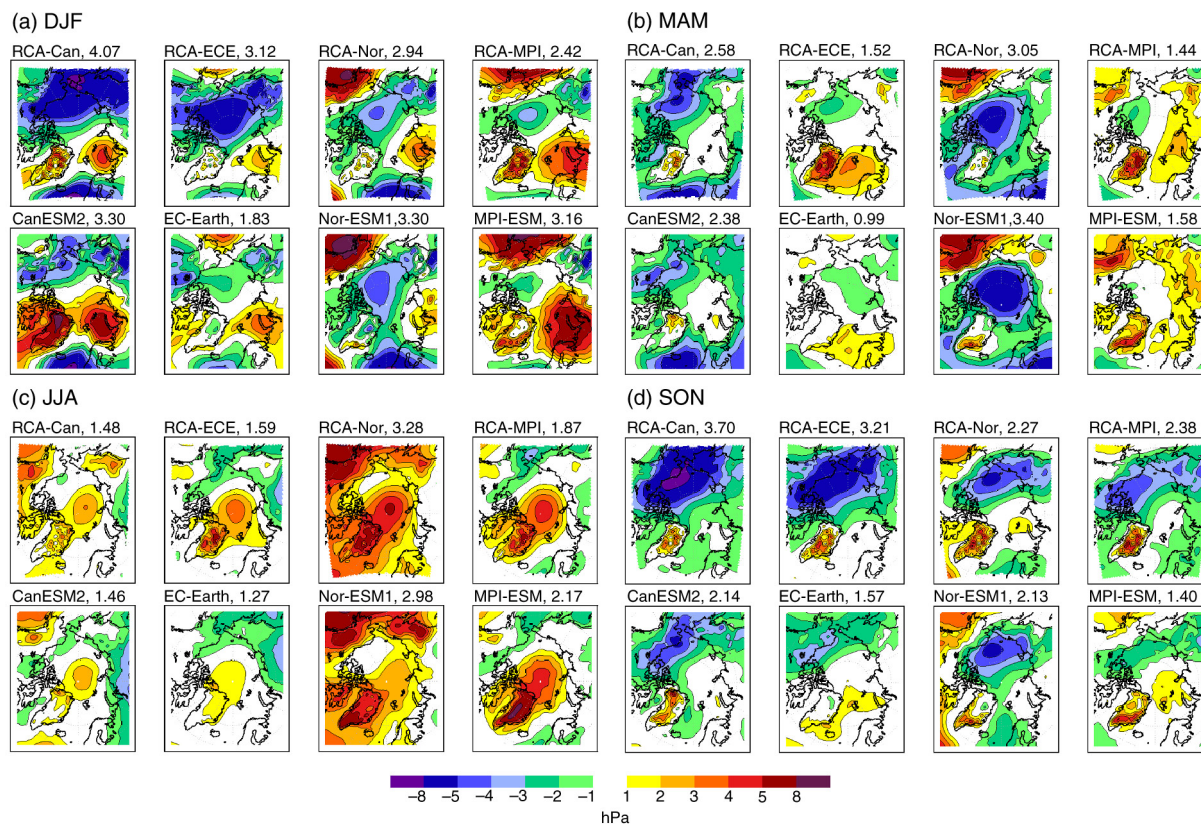 (a) DJF
RCA-Can, 4.07 RCA-ECE, 3.12 RCA-Nor, 2.94 RCA-MPI, 2.42
CanESM2, 3.30 EC-Earth, 1.83 Nor-ESM1,3.30 MPI-ESM, 3.16
(b) MAM
RCA-Can, 2.58 RCA-ECE, 1.52 RCA-Nor, 3.05 RCA-MPI, 1.44
CanESM2, 2.38 EC-Earth, 0.99 Nor-ESM1,3.40 MPI-ESM, 1.58
(c) JJA
RCA-Can, 1.48 RCA-ECE, 1.59 RCA-Nor, 3.28 RCA-MPI, 1.87
CanESM2, 1.46 EC-Earth, 1.27 Nor-ESM1, 2.98 MPI-ESM, 2.17
(d) SON
RCA-Can, 3.70 RCA-ECE, 3.21 RCA-Nor, 2.27 RCA-MPI, 2.38
CanESM2, 2.14 EC-Earth, 1.57 Nor-ESM1, 2.13 MPI-ESM, 1.40
−8 −5 −4 −3 −2 −1 1 2 3 4 5 8
hPa